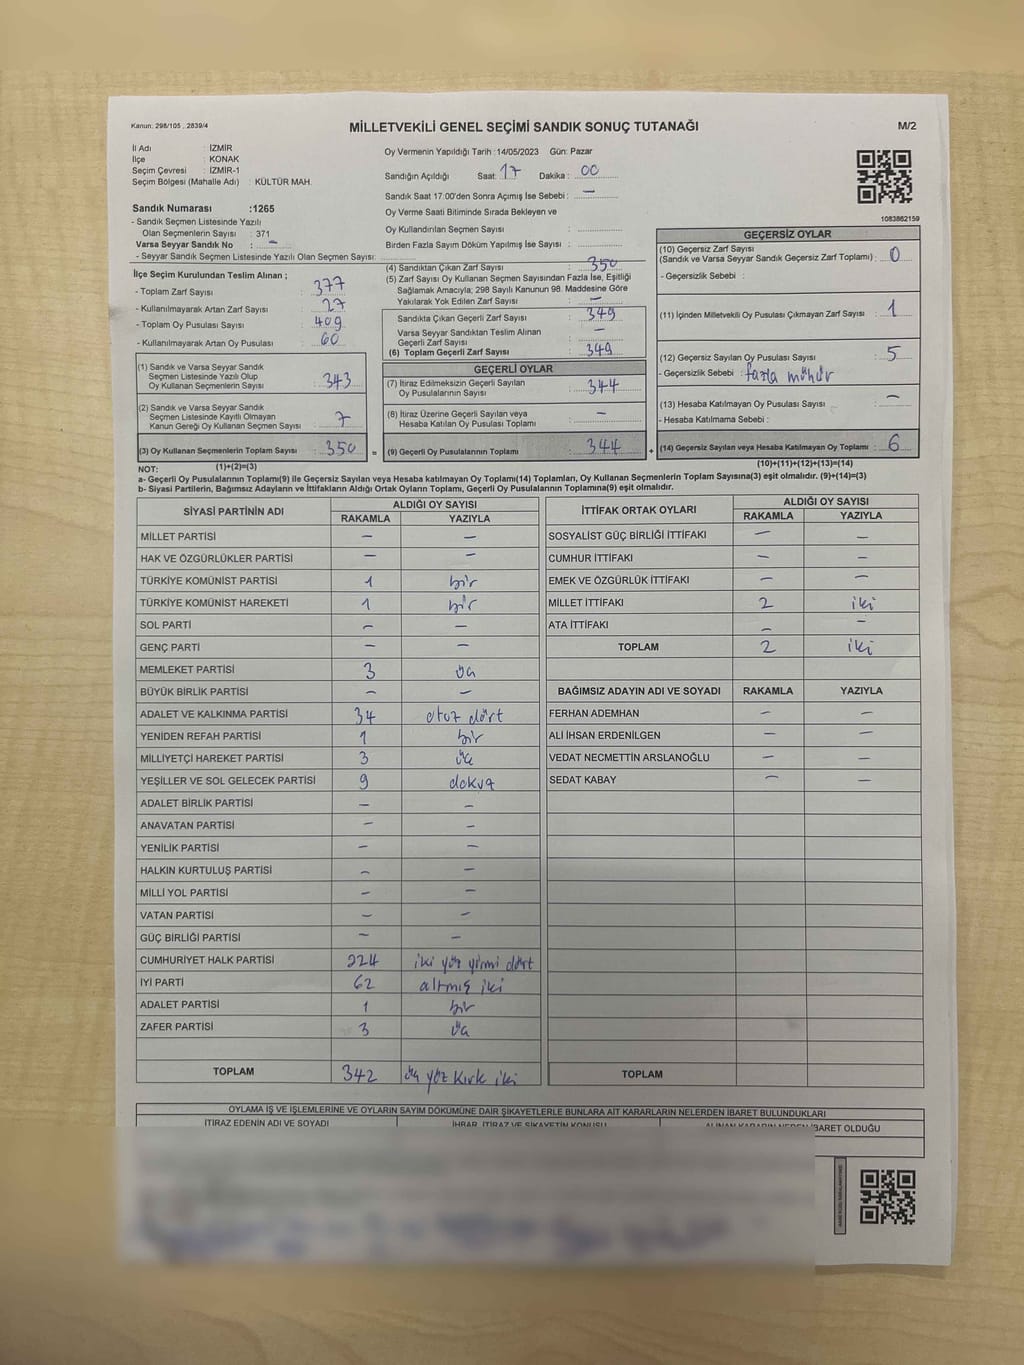 Kanun: 298/105 , 2839/4
MİLLETVEKİLİ GENEL SEÇİMİ SANDIK SONUÇ TUTANAĞI
M/2
İl Adı : İZMİR
İlçe : KONAK
Seçim Çevresi : İZMİR-1
Seçim Bölgesi (Mahalle Adı) : KÜLTÜR MAH.
Sandık Numarası :1265
- Sandık Seçmen Listesinde Yazılı
Olan Seçmenlerin Sayısı : 371
Varsa Seyyar Sandık No : –
- Seyyar Sandık Seçmen Listesinde Yazılı Olan Seçmen Sayısı:
Oy Vermenin Yapıldığı Tarih :14/05/2023 Gün: Pazar
Sandığın Açıldığı Saat: 17 Dakika : 00
Sandık Saat 17:00'den Sonra Açımış İse Sebebi : –
Oy Verme Saati Bitiminde Sırada Bekleyen ve
Oy Kullandırılan Seçmen Sayısı :
Birden Fazla Sayım Döküm Yapılmış İse Sayısı :
1083862159
İlçe Seçim Kurulundan Teslim Alınan ;
- Toplam Zarf Sayısı : 377
- Kullanılmayarak Artan Zarf Sayısı : 27
- Toplam Oy Pusulası Sayısı : 409
- Kullanılmayarak Artan Oy Pusulası : 60
(1) Sandık ve Varsa Seyyar Sandık
Seçmen Listesinde Yazılı Olup
Oy Kullanan Seçmenlerin Sayısı : 343
(2) Sandık ve Varsa Seyyar Sandık
Seçmen Listesinde Kayıtlı Olmayan
Kanun Gereği Oy Kullanan Seçmen Sayısı : 7
(3) Oy Kullanan Seçmenlerin Toplam Sayısı : 350 =
(4) Sandıktan Çıkan Zarf Sayısı : 350
(5) Zarf Sayısı Oy Kullanan Seçmen Sayısından Fazla İse, Eşitliği
Sağlamak Amacıyla; 298 Sayılı Kanunun 98. Maddesine Göre
Yakılarak Yok Edilen Zarf Sayısı : –
Sandıkta Çıkan Geçerli Zarf Sayısı : 349
Varsa Seyyar Sandıktan Teslim Alınan
Geçerli Zarf Sayısı : –
(6) Toplam Geçerli Zarf Sayısı : 349
GEÇERLİ OYLAR
(7) İtiraz Edilmeksizin Geçerli Sayılan
Oy Pusulalarının Sayısı : 344
(8) İtiraz Üzerine Geçerli Sayılan veya
Hesaba Katılan Oy Pusulası Toplamı : –
(9) Geçerli Oy Pusulalarının Toplamı : 344 +
GEÇERSİZ OYLAR
(10) Geçersiz Zarf Sayısı
(Sandık ve Varsa Seyyar Sandık Geçersiz Zarf Toplamı) : 0
- Geçersizlik Sebebi :
(11) İçinden Milletvekili Oy Pusulası Çıkmayan Zarf Sayısı : 1
(12) Geçersiz Sayılan Oy Pusulası Sayısı : 5
- Geçersizlik Sebebi : fazla mühür
(13) Hesaba Katılmayan Oy Pusulası Sayısı : –
- Hesaba Katılmama Sebebi :
(14) Geçersiz Sayılan veya Hesaba Katılmayan Oy Toplamı : 6
NOT: (1)+(2)=(3) (10)+(11)+(12)+(13)=(14)
a- Geçerli Oy Pusulalarının Toplamı(9) ile Geçersiz Sayılan veya Hesaba katılmayan Oy Toplamı(14) Toplamları, Oy Kullanan Seçmenlerin Toplam Sayısına(3) eşit olmalıdır. (9)+(14)=(3)
b- Siyasi Partilerin, Bağımsız Adayların ve İttifakların Aldığı Ortak Oyların Toplamı, Geçerli Oy Pusulalarının Toplamına(9) eşit olmalıdır.
SİYASİ PARTİNİN ADI ALDIĞI OY SAYISI
RAKAMLA YAZIYLA
MİLLET PARTİSİ – –
HAK VE ÖZGÜRLÜKLER PARTİSİ – –
TÜRKİYE KOMÜNİST PARTİSİ 1 bir
TÜRKİYE KOMÜNİST HAREKETİ 1 bir
SOL PARTİ – –
GENÇ PARTİ – –
MEMLEKET PARTİSİ 3 üç
BÜYÜK BİRLİK PARTİSİ – –
ADALET VE KALKINMA PARTİSİ 34 otuz dört
YENİDEN REFAH PARTİSİ 1 bir
MİLLİYETÇİ HAREKET PARTİSİ 3 üç
YEŞİLLER VE SOL GELECEK PARTİSİ 9 dokuz
ADALET BİRLİK PARTİSİ – –
ANAVATAN PARTİSİ – –
YENİLİK PARTİSİ – –
HALKIN KURTULUŞ PARTİSİ – –
MİLLİ YOL PARTİSİ – –
VATAN PARTİSİ – –
GÜÇ BİRLİĞİ PARTİSİ – –
CUMHURİYET HALK PARTİSİ 224 iki yüz yirmi dört
İYİ PARTİ 62 altmış iki
ADALET PARTİSİ 1 bir
ZAFER PARTİSİ 3 üç
TOPLAM 342 üç yüz kırk iki
İTTİFAK ORTAK OYLARI ALDIĞI OY SAYISI
RAKAMLA YAZIYLA
SOSYALİST GÜÇ BİRLİĞİ İTTİFAKI – –
CUMHUR İTTİFAKI – –
EMEK VE ÖZGÜRLÜK İTTİFAKI – –
MİLLET İTTİFAKI 2 iki
ATA İTTİFAKI – –
TOPLAM 2 iki
BAĞIMSIZ ADAYIN ADI VE SOYADI RAKAMLA YAZIYLA
FERHAN ADEMHAN – –
ALİ İHSAN ERDENİLGEN – –
VEDAT NECMETTİN ARSLANOĞLU – –
SEDAT KABAY – –
TOPLAM
OYLAMA İŞ VE İŞLEMLERİNE VE OYLARIN SAYIM DÖKÜMÜNE DAİR ŞİKAYETLERLE BUNLARA AİT KARARLARIN NELERDEN İBARET BULUNDUKLARI
İTİRAZ EDENİN ADI VE SOYADI İHBAR, İTİRAZ VE ŞİKAYETİN KONUSU ALINAN KARARIN NEDEN İBARET OLDUĞU